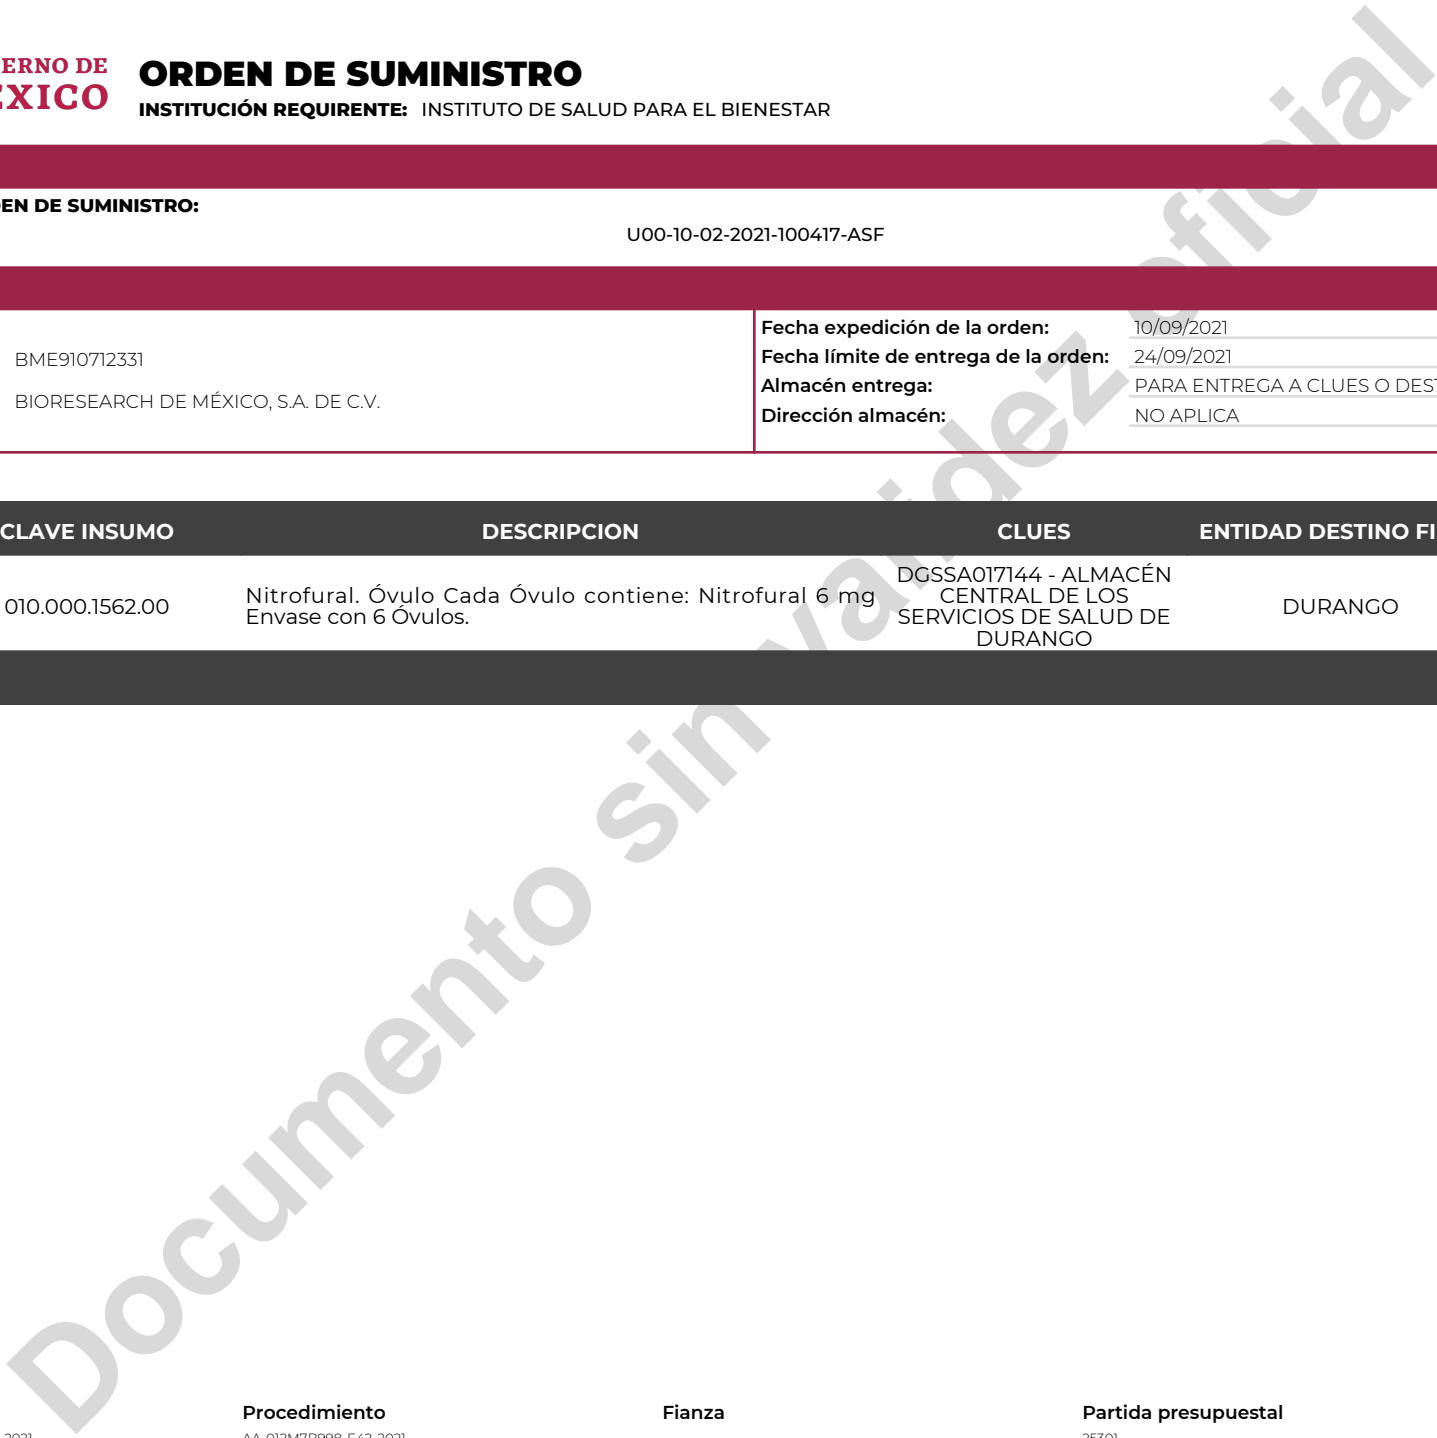 ERNO DE
ÉXICO
ORDEN DE SUMINISTRO
INSTITUCIÓN REQUIRENTE: INSTITUTO DE SALUD PARA EL BIENESTAR
EN DE SUMINISTRO:
U00-10-02-2021-100417-ASF
BME910712331
BIORESEARCH DE MÉXICO, S.A. DE C.V.
Fecha expedición de la orden: 10/09/2021
Fecha límite de entrega de la orden: 24/09/2021
Almacén entrega: PARA ENTREGA A CLUES O DEST
Dirección almacén: NO APLICA
CLAVE INSUMO DESCRIPCION CLUES ENTIDAD DESTINO FI
010.000.1562.00
Nitrofural. Óvulo Cada Óvulo contiene: Nitrofural 6 mg
Envase con 6 Óvulos.
DGSSA017144 - ALMACÉN
CENTRAL DE LOS
SERVICIOS DE SALUD DE
DURANGO
DURANGO
Documento sin validez oficial
Procedimiento Fianza Partida presupuestal